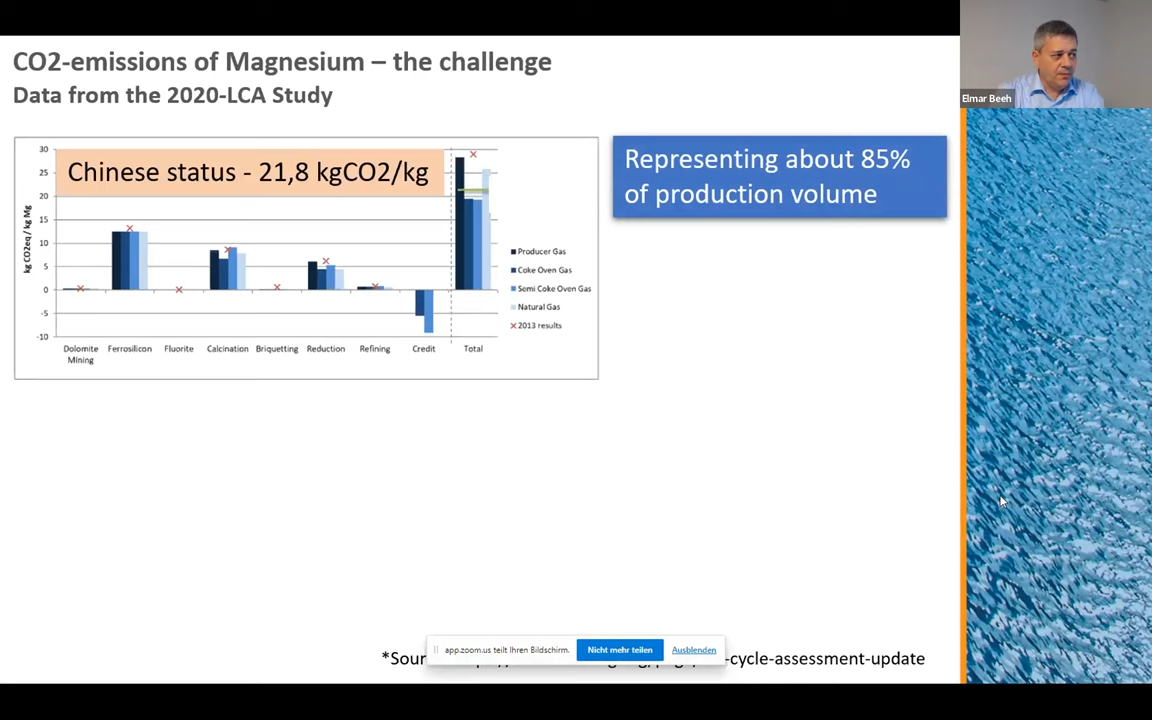 CO2-emissions of Magnesium – the challenge
Data from the 2020-LCA Study
Elmar Beeh
Chinese status - 21,8 kgCO2/kg
Representing about 85%
of production volume
kg CO2eq / kg Mg
30
25
20
15
10
5
0
-5
-10
Dolomite Mining
Ferrosilicon
Fluorite
Calcination
Briquetting
Reduction
Refining
Credit
Total
Producer Gas
Coke Oven Gas
Semi Coke Oven Gas
Natural Gas
2013 results
app.zoom.us teilt Ihren Bildschirm.
Nicht mehr teilen
Ausblenden
-cycle-assessment-update